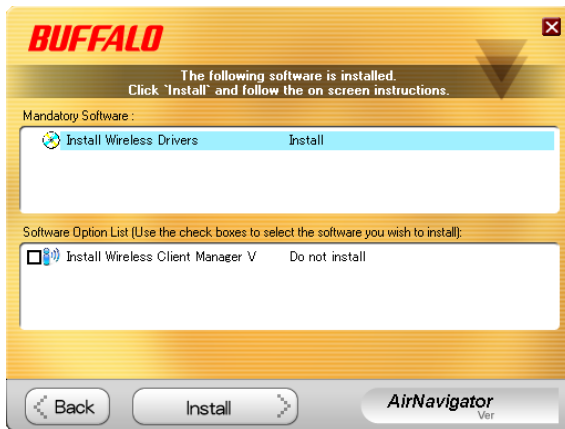 BUFFALO
The following software is installed.
Click `Install` and follow the on screen instructions.
Mandatory Software :
Install Wireless Drivers Install
Software Option List (Use the check boxes to select the software you wish to install):
Install Wireless Client Manager V Do not install
Back
Install
AirNavigator
Ver